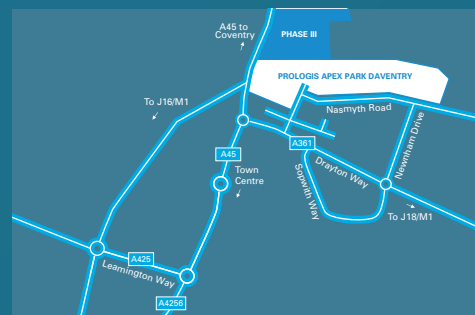 A45 to
Coventry
PHASE III
PROLOGIS APEX PARK DAVENTRY
To J16/M1
Nasmyth Road
Newnham Drive
A361
A45
Drayton Way
Town
Centre
Sopwith Way
To J18/M1
A425
Leamington Way
A4256